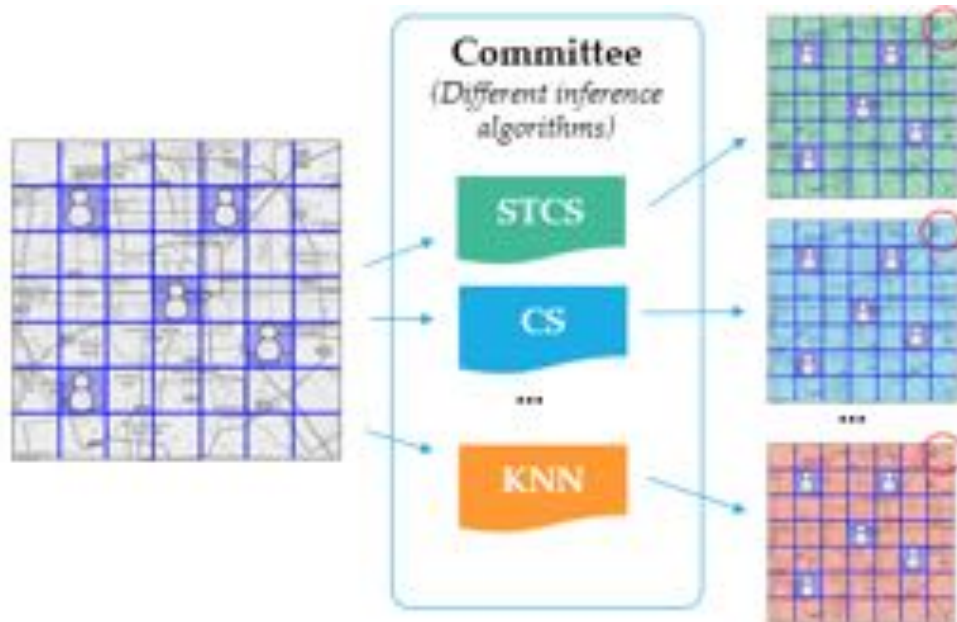 Committee
(Different inference
algorithms)
STCS
CS
...
...
KNN